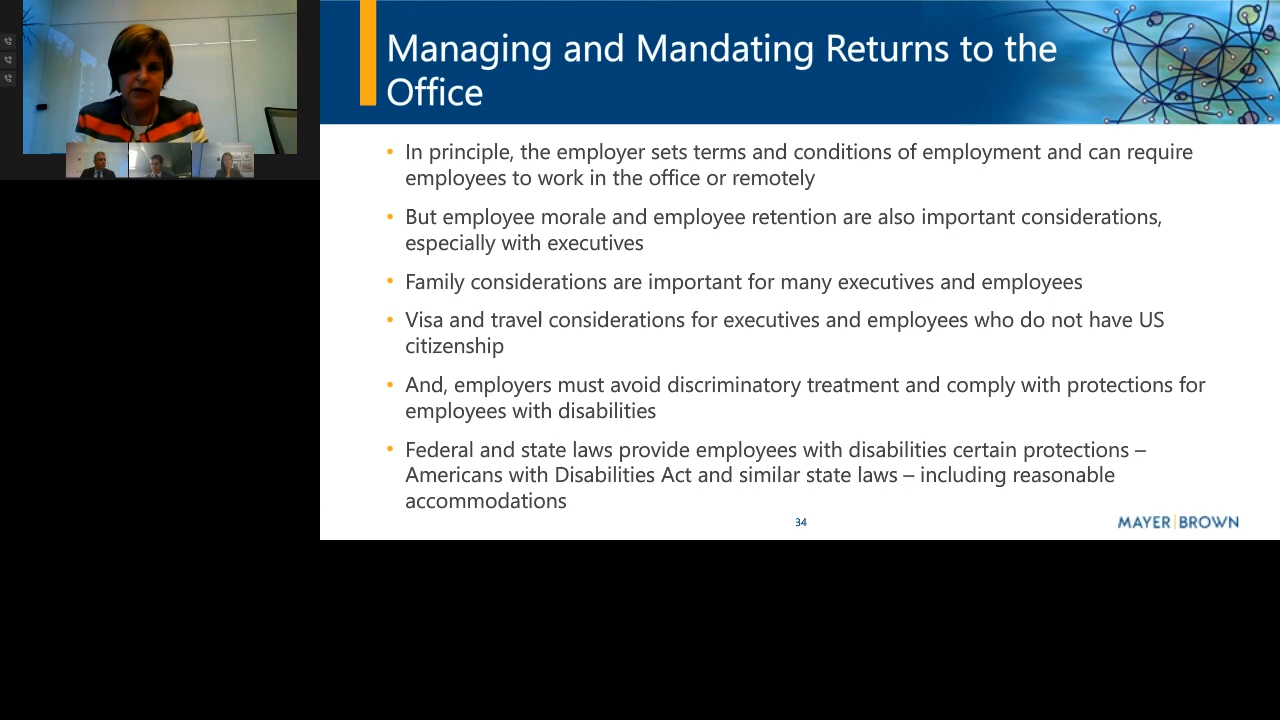 Managing and Mandating Returns to the
Office
• In principle, the employer sets terms and conditions of employment and can require
employees to work in the office or remotely
• But employee morale and employee retention are also important considerations,
especially with executives
• Family considerations are important for many executives and employees
• Visa and travel considerations for executives and employees who do not have US
citizenship
• And, employers must avoid discriminatory treatment and comply with protections for
employees with disabilities
• Federal and state laws provide employees with disabilities certain protections –
Americans with Disabilities Act and similar state laws – including reasonable
accommodations
34
MAYER|BROWN